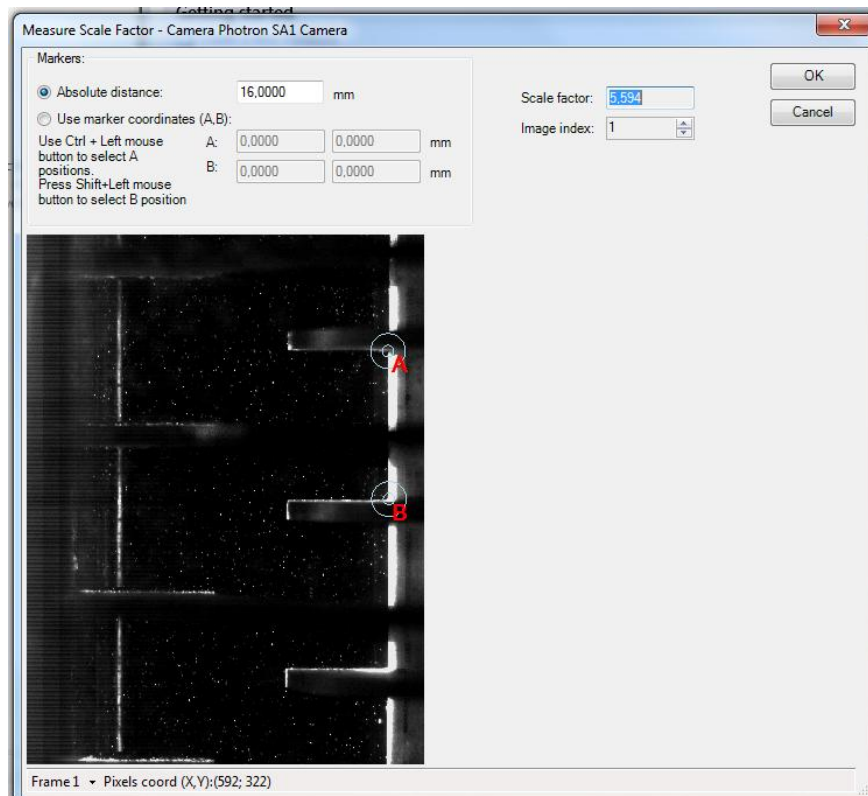 Getting started
Measure Scale Factor - Camera Photron SA1 Camera
Markers:
Absolute distance:
16,0000
mm
Use marker coordinates (A,B):
Use Ctrl + Left mouse
button to select A
positions.
Press Shift+Left mouse
button to select B position
A:
0,0000
0,0000
mm
B:
0,0000
0,0000
mm
Scale factor:
5,594
Image index:
1
OK
Cancel
A
B
Frame 1
Pixels coord (X,Y):(592; 322)